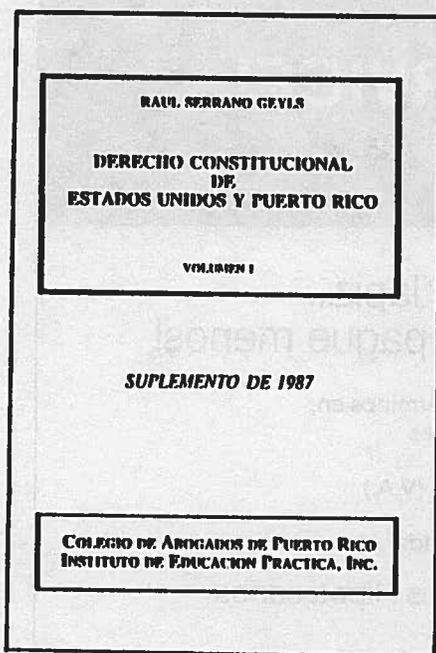 RAUL SERRANO GEYLS
DERECHO CONSTITUCIONAL
DE
ESTADOS UNIDOS Y PUERTO RICO
VOLUMEN I
SUPLEMENTO DE 1987
COLEGIO DE ABOGADOS DE PUERTO RICO
INSTITUTO DE EDUCACION PRACTICA, INC.